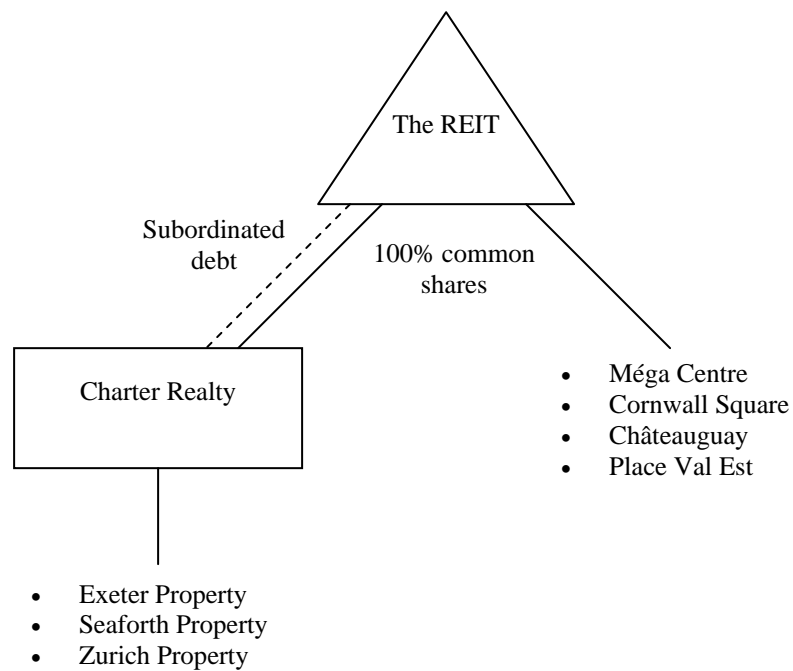 The REIT
Subordinated
debt
100% common
shares
Charter Realty
• Méga Centre
• Cornwall Square
• Châteauguay
• Place Val Est
• Exeter Property
• Seaforth Property
• Zurich Property